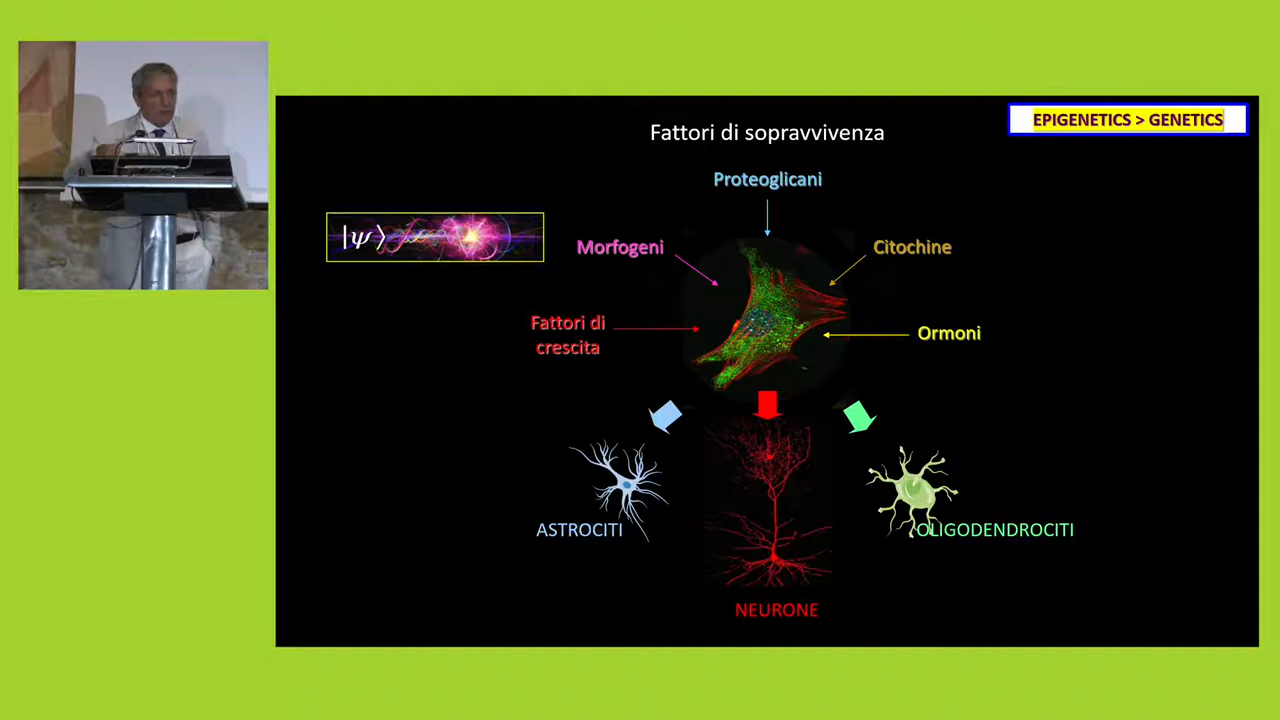 EPIGENETICS > GENETICS
Fattori di sopravvivenza
Proteoglicani
|ψ⟩
Morfogeni
Citochine
Fattori di
crescita
Ormoni
ASTROCITI
OLIGODENDROCITI
NEURONE